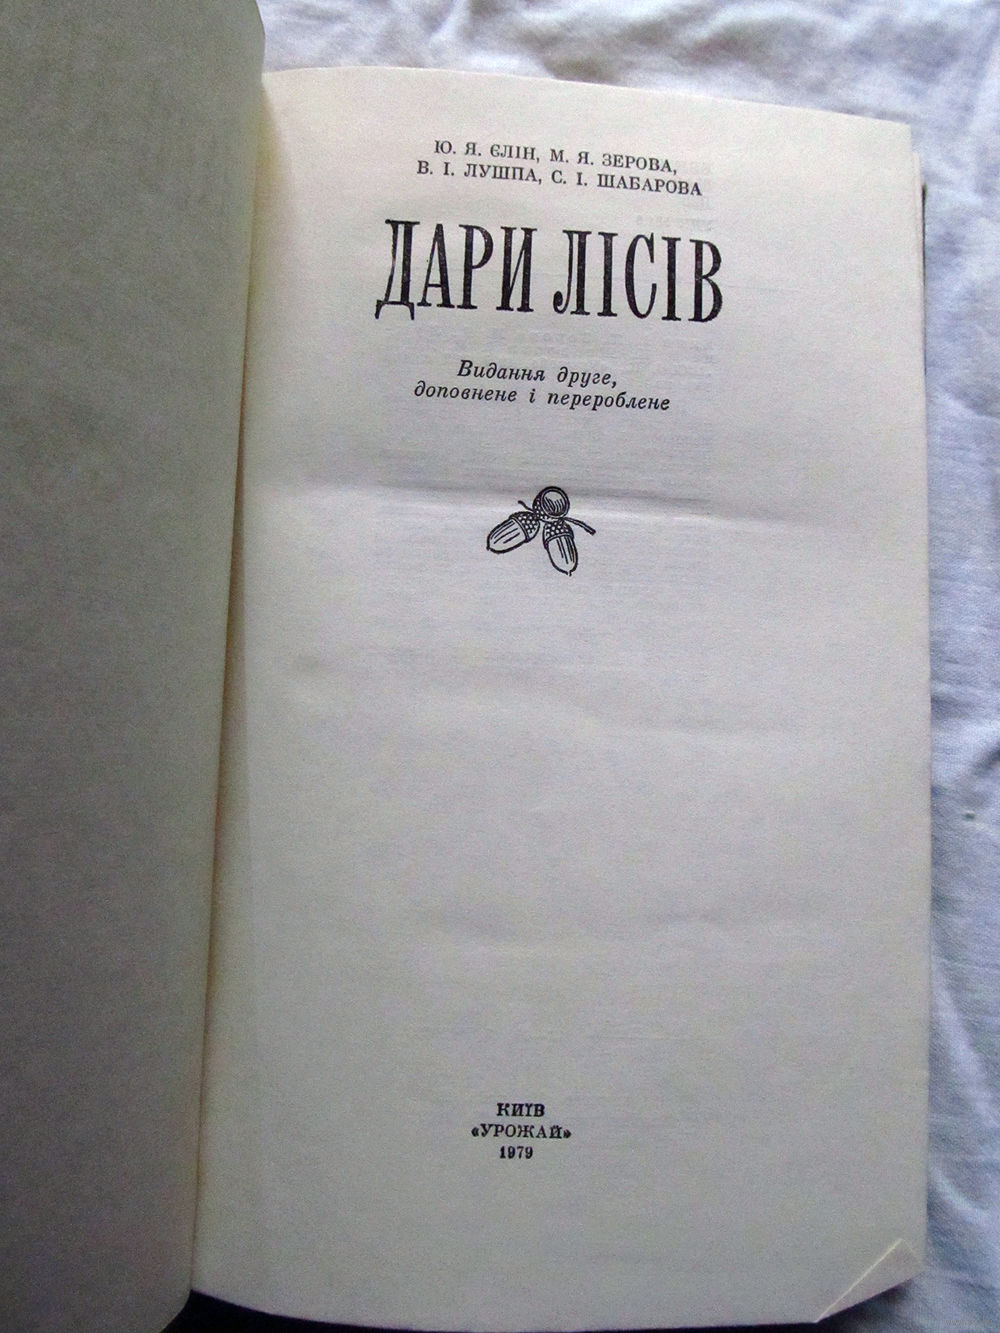 Ю. Я. ЄЛІН, М. Я. ЗЕРОВА,
В. І. ЛУШПА, С. І. ШАБАРОВА
ДАРИ ЛІСІВ
Видання друге,
доповнене і перероблене
КИЇВ
«УРОЖАЙ»
1979